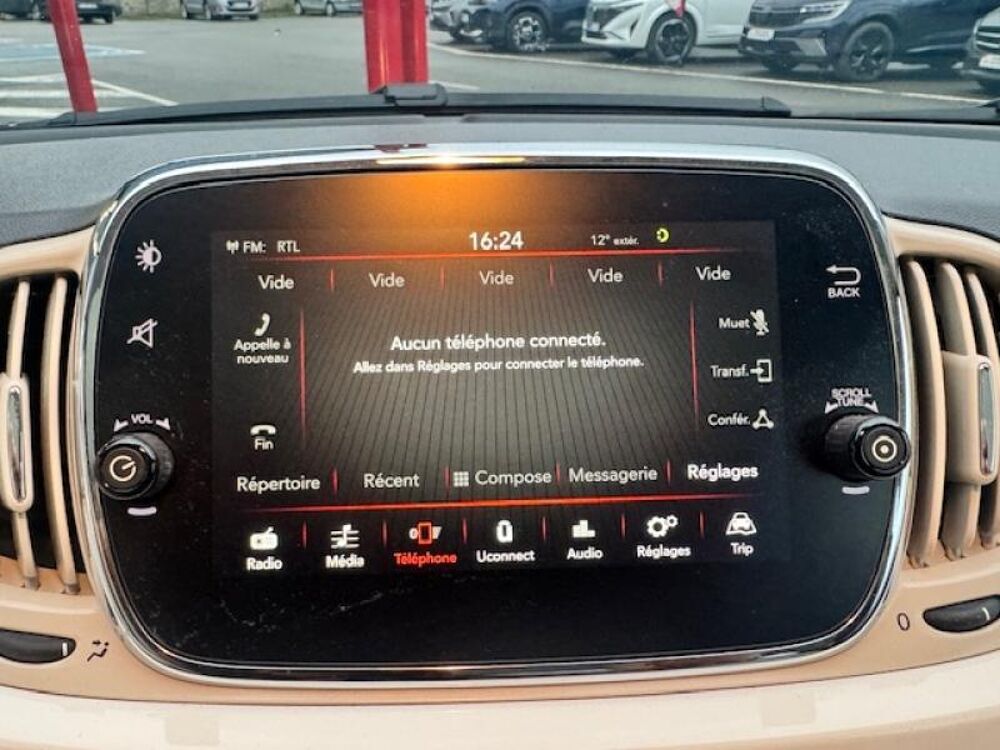 FM: RTL 16:24 12° extér.
Vide Vide Vide Vide Vide
BACK
Appelle à
nouveau
Aucun téléphone connecté.
Allez dans Réglages pour connecter le téléphone.
Muet
Transf.
Confér.
VOL
SCROLL
TUNE
Fin
Répertoire Récent Compose Messagerie Réglages
Radio Média Téléphone Uconnect Audio Réglages Trip
0